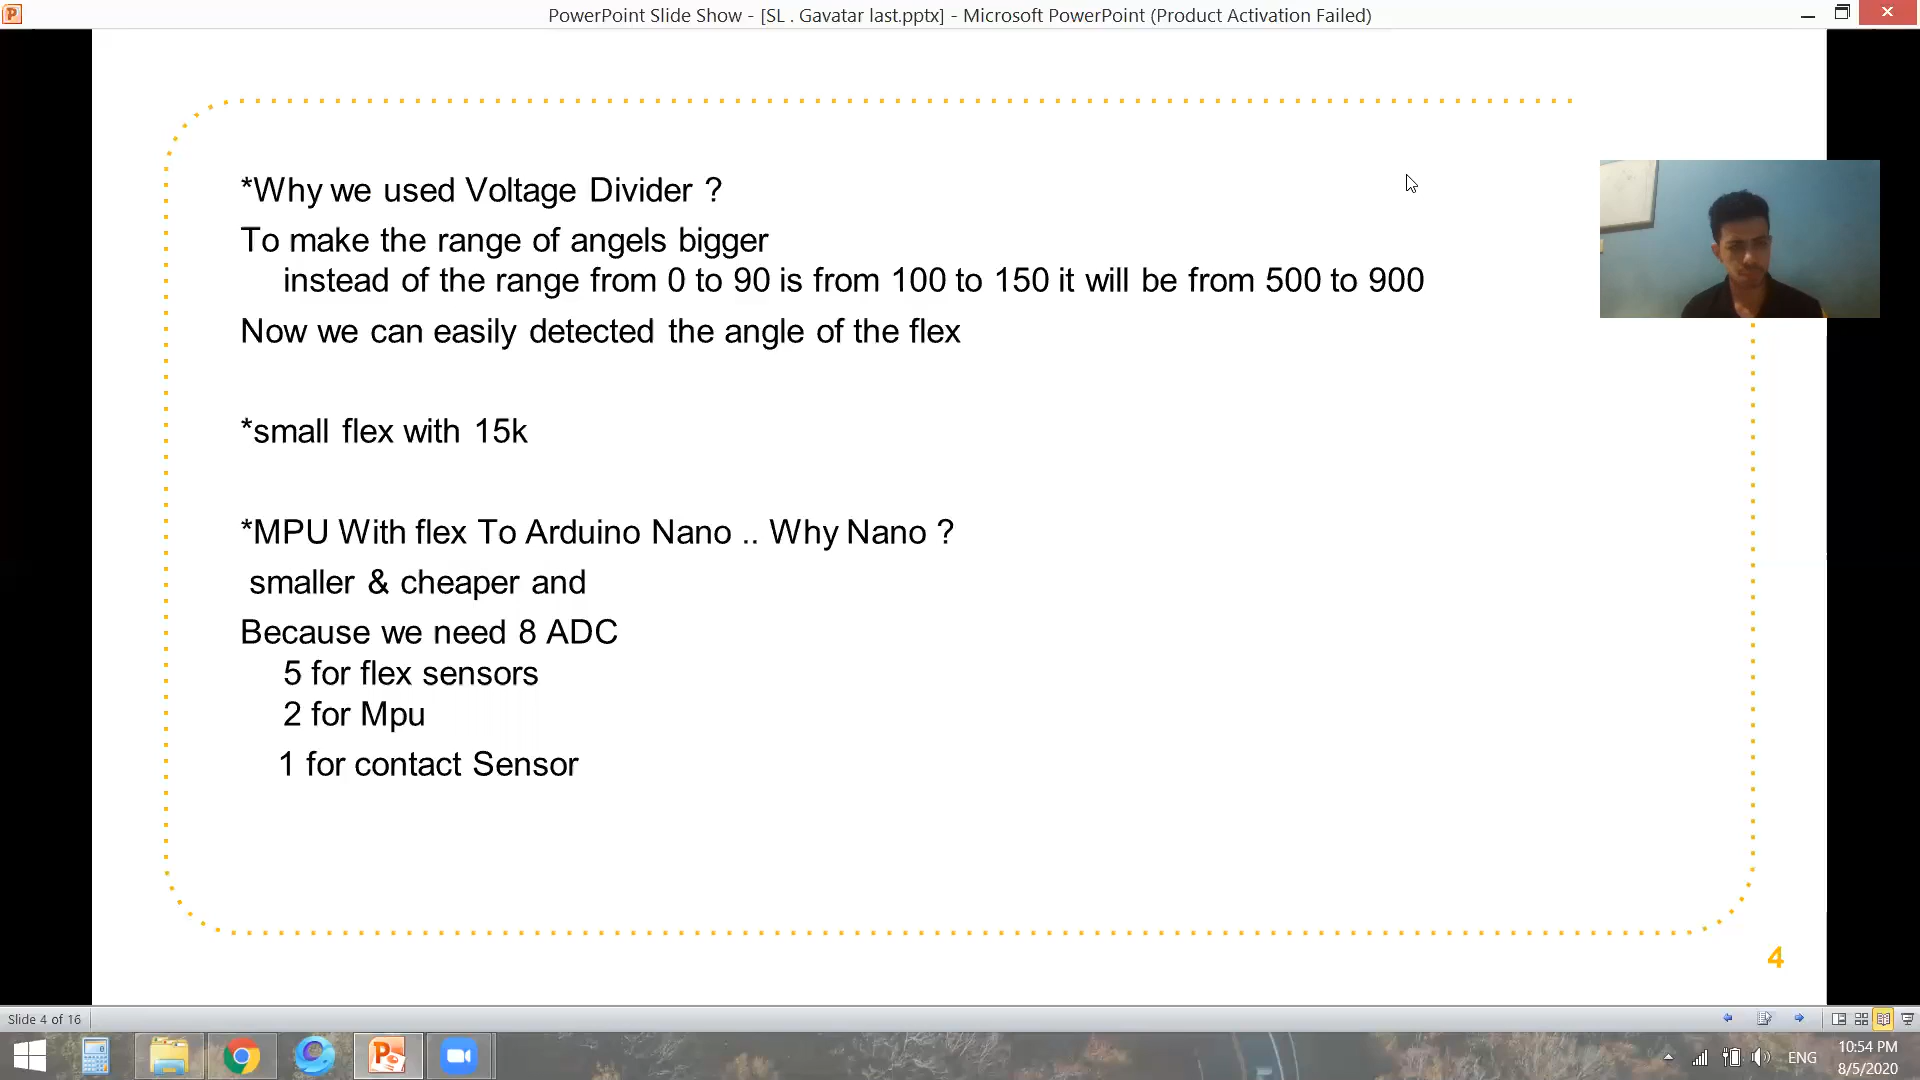 PowerPoint Slide Show - [SL . Gavatar last.pptx] - Microsoft PowerPoint (Product Activation Failed)
*Why we used Voltage Divider ?
To make the range of angels bigger
instead of the range from 0 to 90 is from 100 to 150 it will be from 500 to 900
Now we can easily detected the angle of the flex
*small flex with 15k
*MPU With flex To Arduino Nano .. Why Nano ?
smaller & cheaper and
Because we need 8 ADC
5 for flex sensors
2 for Mpu
1 for contact Sensor
4
Slide 4 of 16
ENG
10:54 PM
8/5/2020